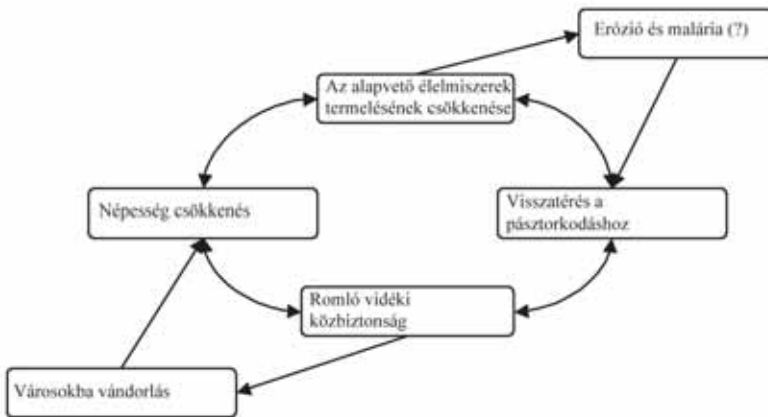 Erózió és malária (?)
Az alapvető élelmiszerek
termelésének csökkenése
Népesség csökkenés
Visszatérés a
pásztorkodáshoz
Romló vidéki
közbiztonság
Városokba vándorlás